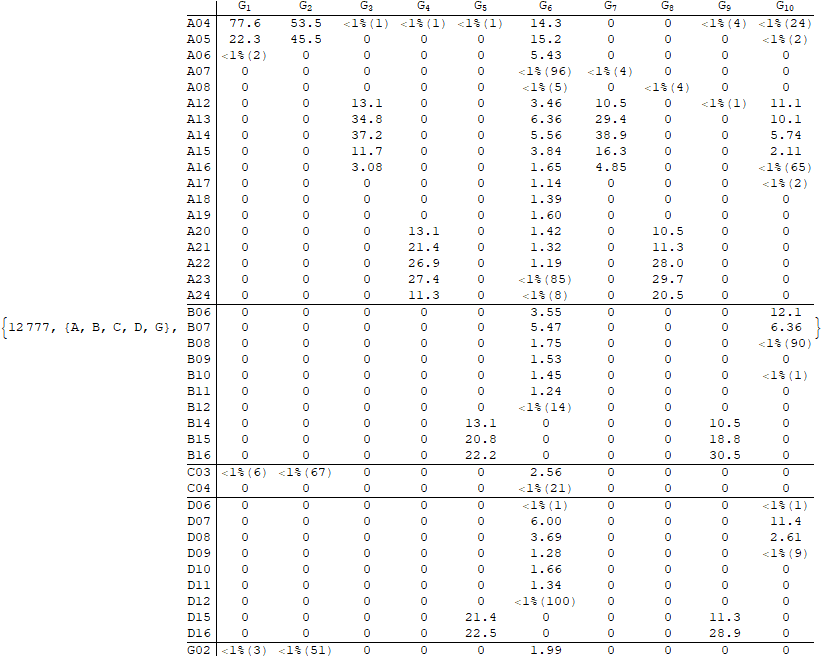 G1 G2 G3 G4 G5 G6 G7 G8 G9 G10
A04 77.6 53.5 <1%(1) <1%(1) <1%(1) 14.3 0 0 <1%(4) <1%(24)
A05 22.3 45.5 0 0 0 15.2 0 0 0 <1%(2)
A06 <1%(2) 0 0 0 0 5.43 0 0 0 0
A07 0 0 0 0 0 <1%(96) <1%(4) 0 0 0
A08 0 0 0 0 0 <1%(5) 0 <1%(4) 0 0
A12 0 0 13.1 0 0 3.46 10.5 0 <1%(1) 11.1
A13 0 0 34.8 0 0 6.36 29.4 0 0 10.1
A14 0 0 37.2 0 0 5.56 38.9 0 0 5.74
A15 0 0 11.7 0 0 3.84 16.3 0 0 2.11
A16 0 0 3.08 0 0 1.65 4.85 0 0 <1%(65)
A17 0 0 0 0 0 1.14 0 0 0 <1%(2)
A18 0 0 0 0 0 1.39 0 0 0 0
A19 0 0 0 0 0 1.60 0 0 0 0
A20 0 0 0 13.1 0 1.42 0 10.5 0 0
A21 0 0 0 21.4 0 1.32 0 11.3 0 0
A22 0 0 0 26.9 0 1.19 0 28.0 0 0
A23 0 0 0 27.4 0 <1%(85) 0 29.7 0 0
A24 0 0 0 11.3 0 <1%(8) 0 20.5 0 0
B06 0 0 0 0 0 3.55 0 0 0 12.1
{12777, {A, B, C, D, G}, B07 0 0 0 0 0 5.47 0 0 0 6.36 }
B08 0 0 0 0 0 1.75 0 0 0 <1%(90)
B09 0 0 0 0 0 1.53 0 0 0 0
B10 0 0 0 0 0 1.45 0 0 0 <1%(1)
B11 0 0 0 0 0 1.24 0 0 0 0
B12 0 0 0 0 0 <1%(14) 0 0 0 0
B14 0 0 0 0 13.1 0 0 0 10.5 0
B15 0 0 0 0 20.8 0 0 0 18.8 0
B16 0 0 0 0 22.2 0 0 0 30.5 0
C03 <1%(6) <1%(67) 0 0 0 2.56 0 0 0 0
C04 0 0 0 0 0 <1%(21) 0 0 0 0
D06 0 0 0 0 0 <1%(1) 0 0 0 <1%(1)
D07 0 0 0 0 0 6.00 0 0 0 11.4
D08 0 0 0 0 0 3.69 0 0 0 2.61
D09 0 0 0 0 0 1.28 0 0 0 <1%(9)
D10 0 0 0 0 0 1.66 0 0 0 0
D11 0 0 0 0 0 1.34 0 0 0 0
D12 0 0 0 0 0 <1%(100) 0 0 0 0
D15 0 0 0 0 21.4 0 0 0 11.3 0
D16 0 0 0 0 22.5 0 0 0 28.9 0
G02 <1%(3) <1%(51) 0 0 0 1.99 0 0 0 0